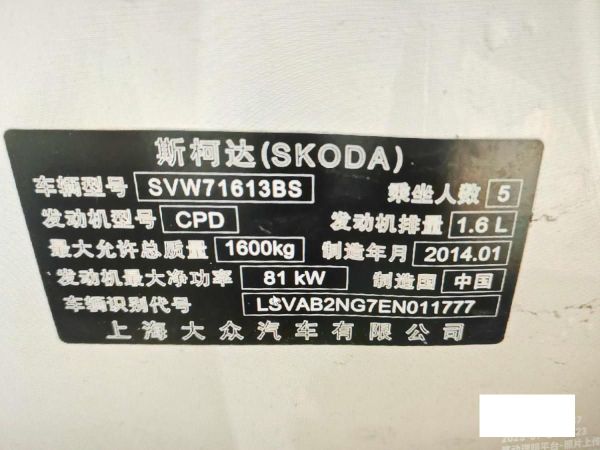 斯柯达(SKODA)
车辆型号 SVW71613BS 乘坐人数 5
发动机型号 CPD 发动机排量 1.6 L
最大允许总质量 1600kg 制造年月 2014.01
发动机最大净功率 81 kW 制造国 中国
车辆识别代号 LSVAB2NG7EN011777
上海大众汽车有限公司